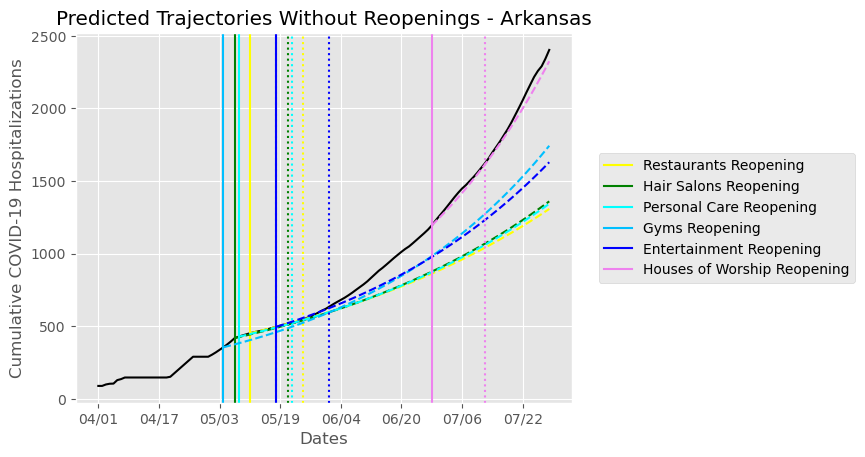 Predicted Trajectories Without Reopenings - Arkansas
Cumulative COVID-19 Hospitalizations
2500
2000
1500
1000
500
0
04/01 04/17 05/03 05/19 06/04 06/20 07/06 07/22
Dates
Restaurants Reopening
Hair Salons Reopening
Personal Care Reopening
Gyms Reopening
Entertainment Reopening
Houses of Worship Reopening